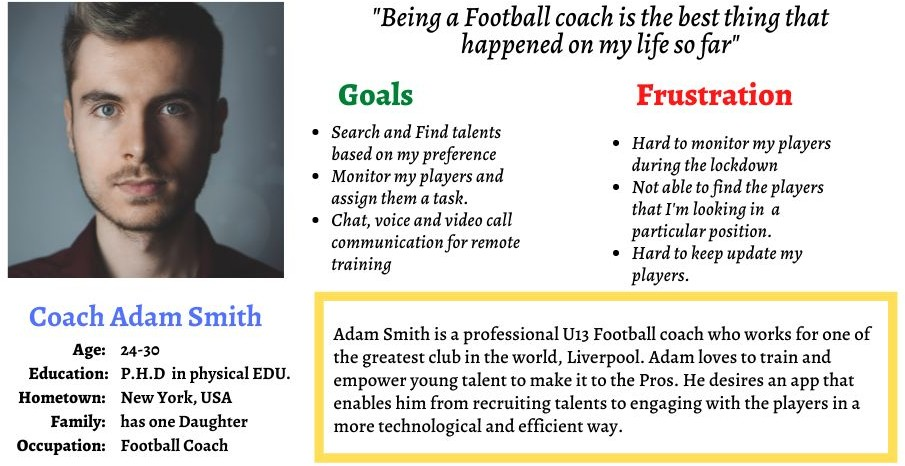 "Being a Football coach is the best thing that
happened on my life so far"
Goals
Search and Find talents
based on my preference
Monitor my players and
assign them a task.
Chat, voice and video call
communication for remote
training
Frustration
Hard to monitor my players
during the lockdown
Not able to find the players
that I'm looking in a
particular position.
Hard to keep update my
players.
Coach Adam Smith
Age: 24-30
Education: P.H.D in physical EDU.
Hometown: New York, USA
Family: has one Daughter
Occupation: Football Coach
Adam Smith is a professional U13 Football coach who works for one of
the greatest club in the world, Liverpool. Adam loves to train and
empower young talent to make it to the Pros. He desires an app that
enables him from recruiting talents to engaging with the players in a
more technological and efficient way.